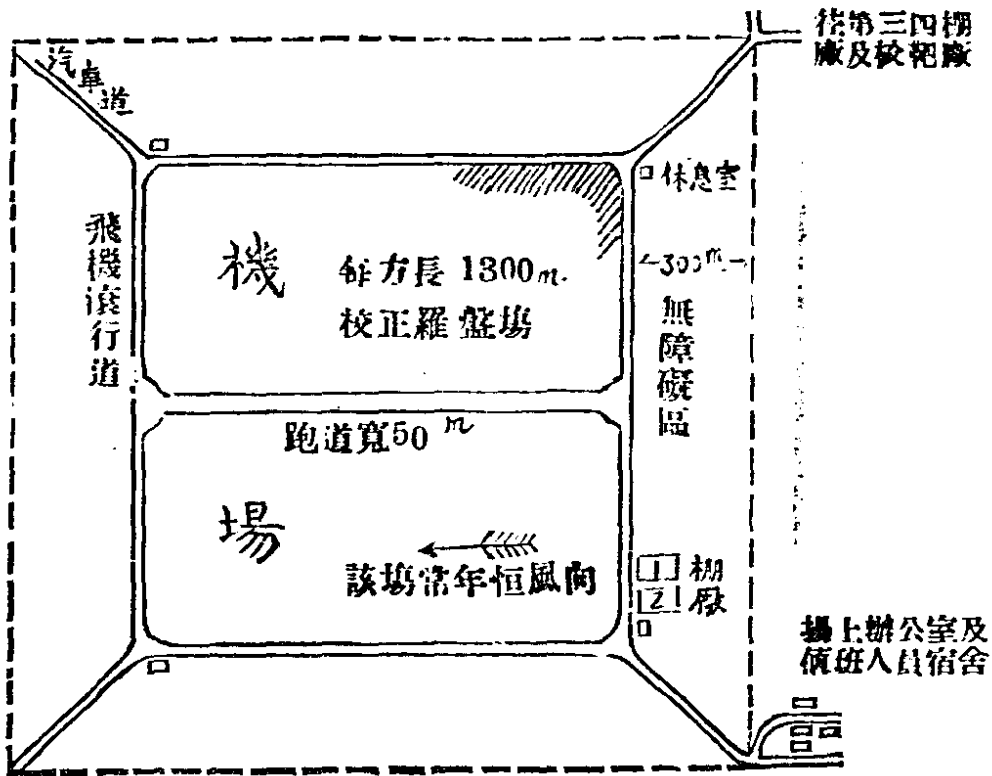 往第三四棚
廠及校靶廠
汽車道
休息室
飛機滾行道
機
每方長 1300m.
校正羅盤場
300m
無障礙區
跑道寬50m
場
該場常年恒風向
1
2
棚
廠
場上辦公室及
值班人員宿舍